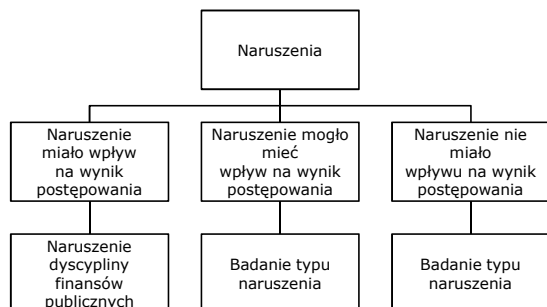 Naruszenia
Naruszenie
miało wpływ
na wynik
postępowania
Naruszenie mogło
mieć
wpływ na wynik
postępowania
Naruszenie nie
miało
wpływu na wynik
postępowania
Naruszenie
dyscypliny
finansów
publicznych
Badanie typu
naruszenia
Badanie typu
naruszenia